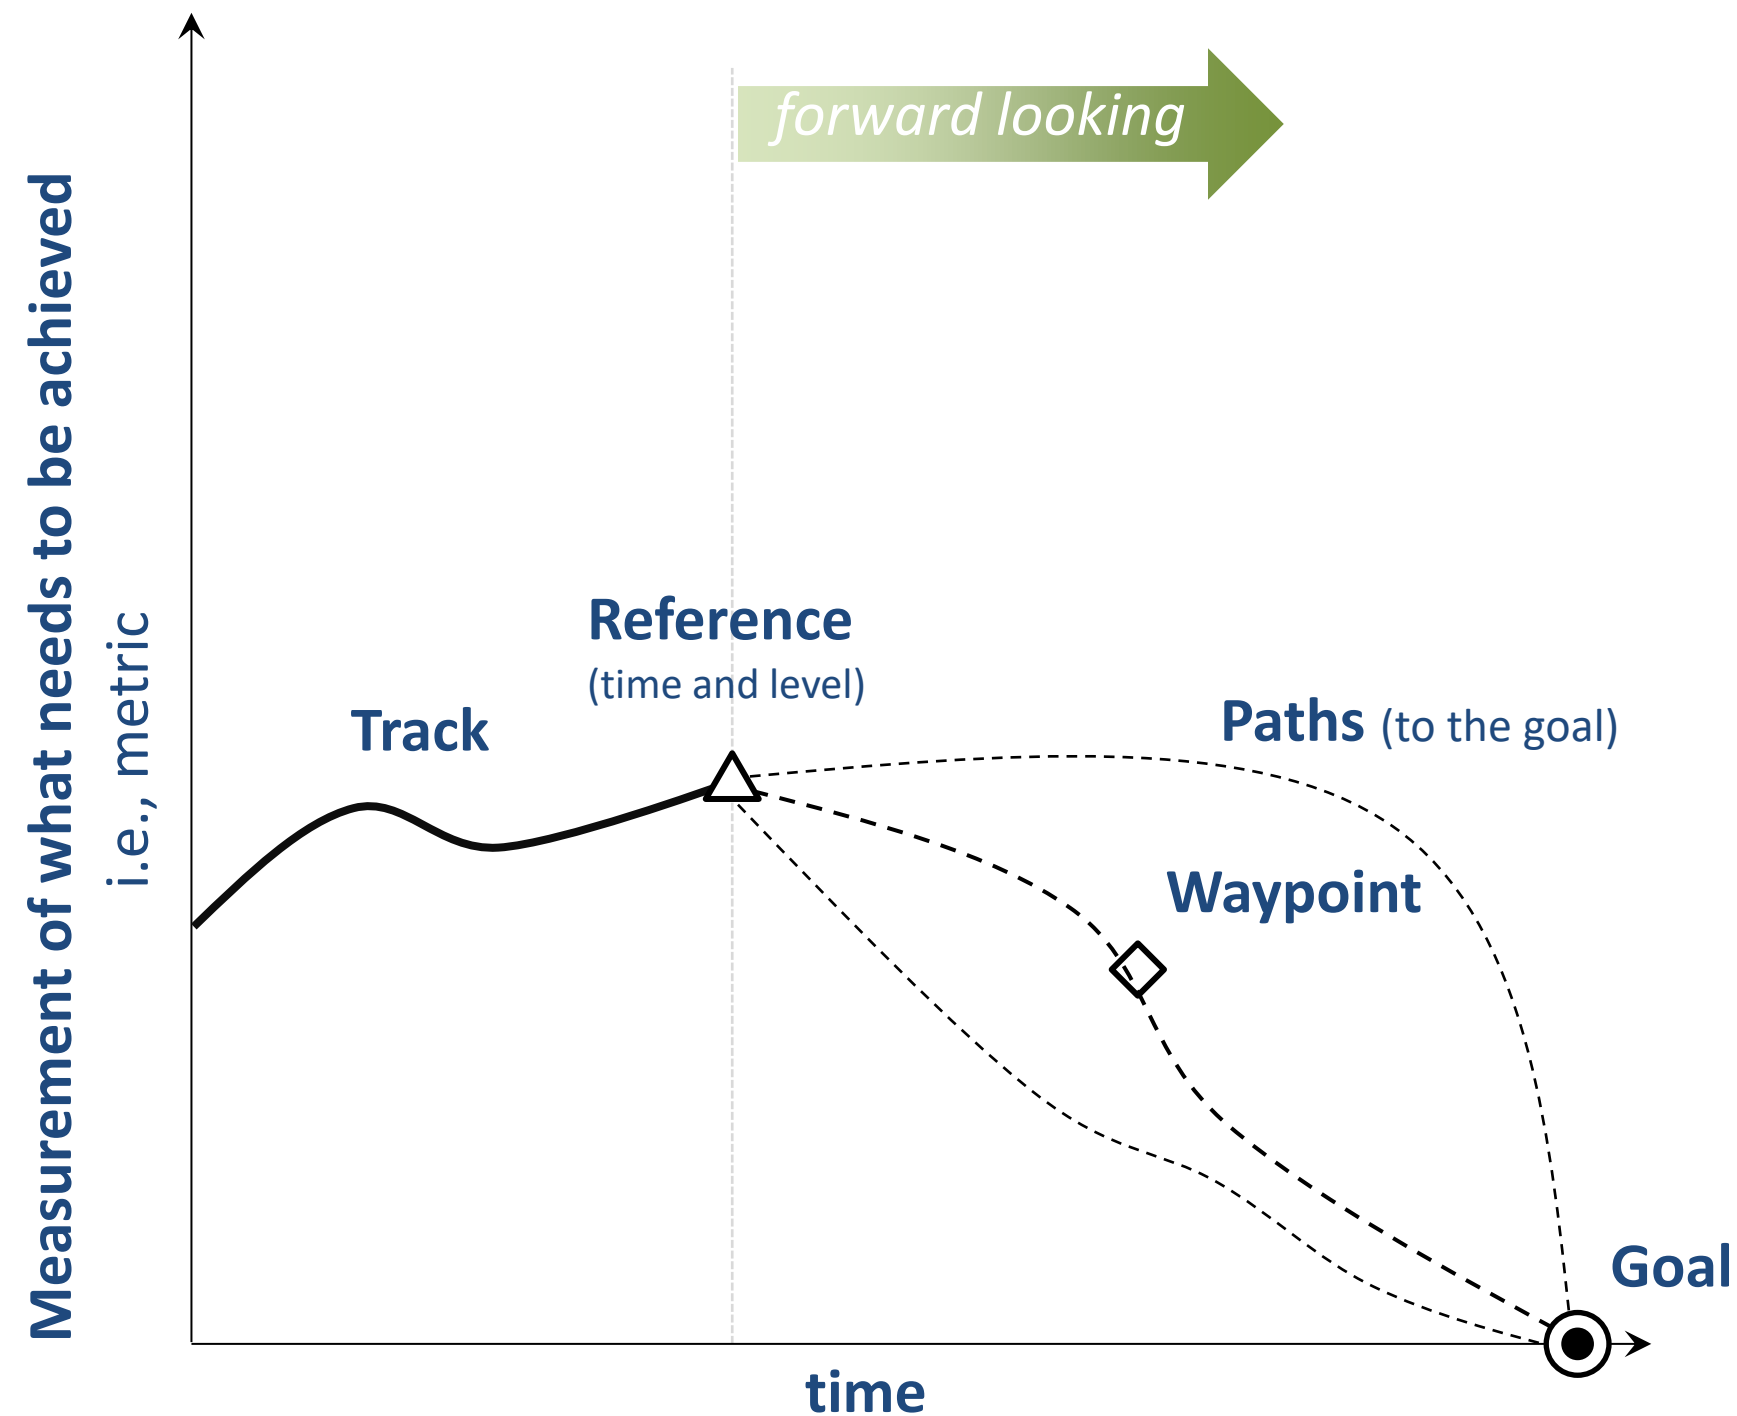 forward looking
Measurement of what needs to be achieved
i.e., metric
Reference
(time and level)
Track
Paths (to the goal)
Waypoint
Goal
time